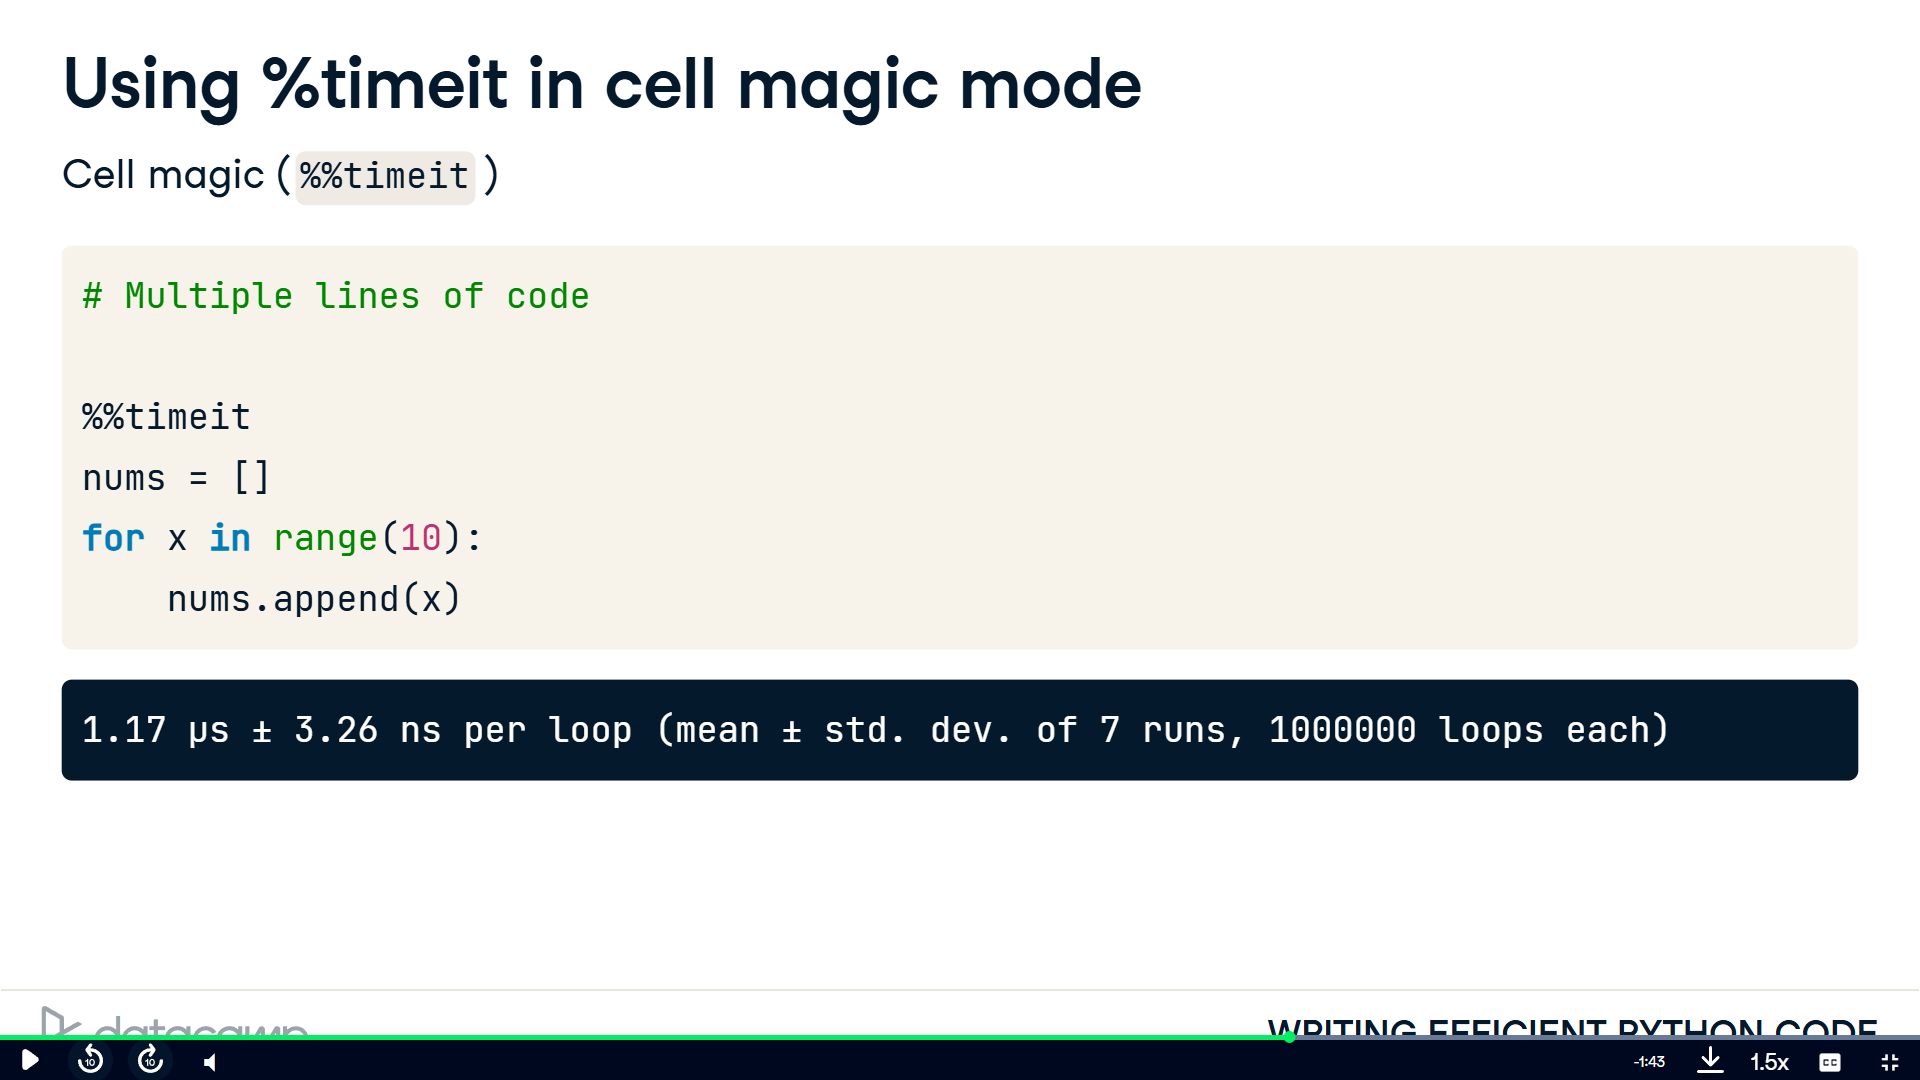 Using %timeit in cell magic mode
Cell magic (%%timeit)
# Multiple lines of code
%%timeit
nums = []
for x in range(10):
    nums.append(x)
1.17 µs ± 3.26 ns per loop (mean ± std. dev. of 7 runs, 1000000 loops each)
datacamp
WRITING EFFICIENT PYTHON CODE
10
10
-1:43
1.5x
CC